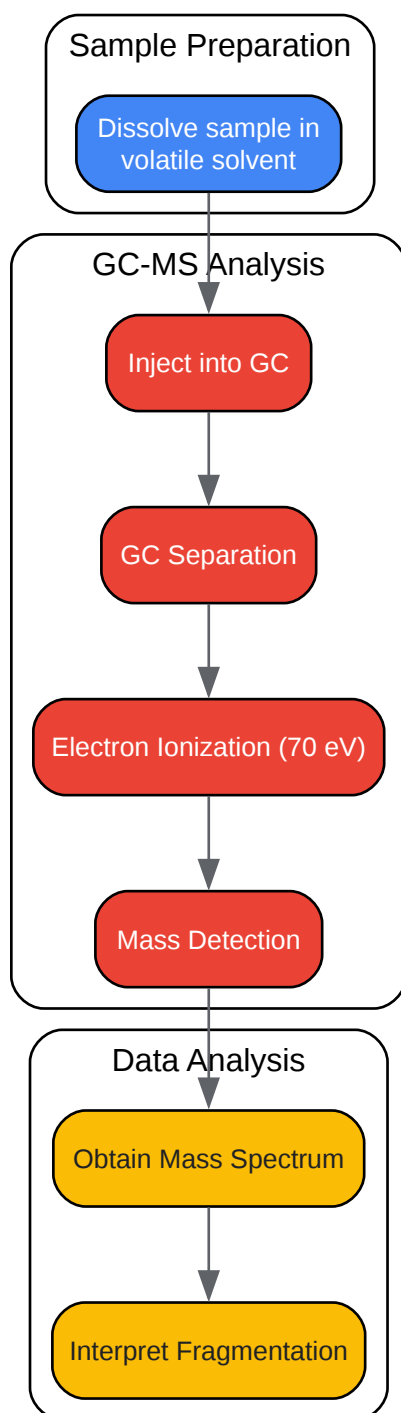 Sample Preparation
Dissolve sample in
volatile solvent
GC-MS Analysis
Inject into GC
GC Separation
Electron Ionization (70 eV)
Mass Detection
Data Analysis
Obtain Mass Spectrum
Interpret Fragmentation